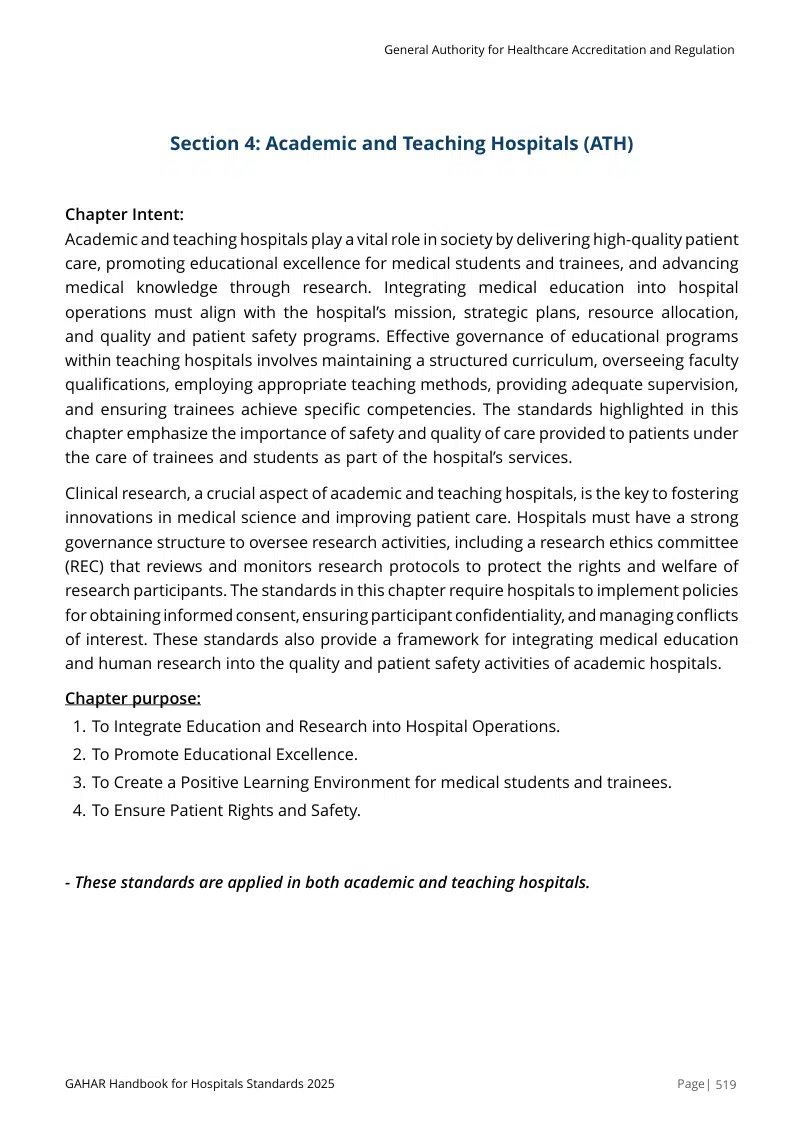 General Authority for Healthcare Accreditation and Regulation
Section 4: Academic and Teaching Hospitals (ATH)
Chapter Intent:
Academic and teaching hospitals play a vital role in society by delivering high-quality patient
care, promoting educational excellence for medical students and trainees, and advancing
medical knowledge through research. Integrating medical education into hospital
operations must align with the hospital’s mission, strategic plans, resource allocation,
and quality and patient safety programs. Effective governance of educational programs
within teaching hospitals involves maintaining a structured curriculum, overseeing faculty
qualifications, employing appropriate teaching methods, providing adequate supervision,
and ensuring trainees achieve specific competencies. The standards highlighted in this
chapter emphasize the importance of safety and quality of care provided to patients under
the care of trainees and students as part of the hospital’s services.
Clinical research, a crucial aspect of academic and teaching hospitals, is the key to fostering
innovations in medical science and improving patient care. Hospitals must have a strong
governance structure to oversee research activities, including a research ethics committee
(REC) that reviews and monitors research protocols to protect the rights and welfare of
research participants. The standards in this chapter require hospitals to implement policies
for obtaining informed consent, ensuring participant confidentiality, and managing conflicts
of interest. These standards also provide a framework for integrating medical education
and human research into the quality and patient safety activities of academic hospitals.
Chapter purpose:
1. To Integrate Education and Research into Hospital Operations.
2. To Promote Educational Excellence.
3. To Create a Positive Learning Environment for medical students and trainees.
4. To Ensure Patient Rights and Safety.
- These standards are applied in both academic and teaching hospitals.
GAHAR Handbook for Hospitals Standards 2025
Page| 519